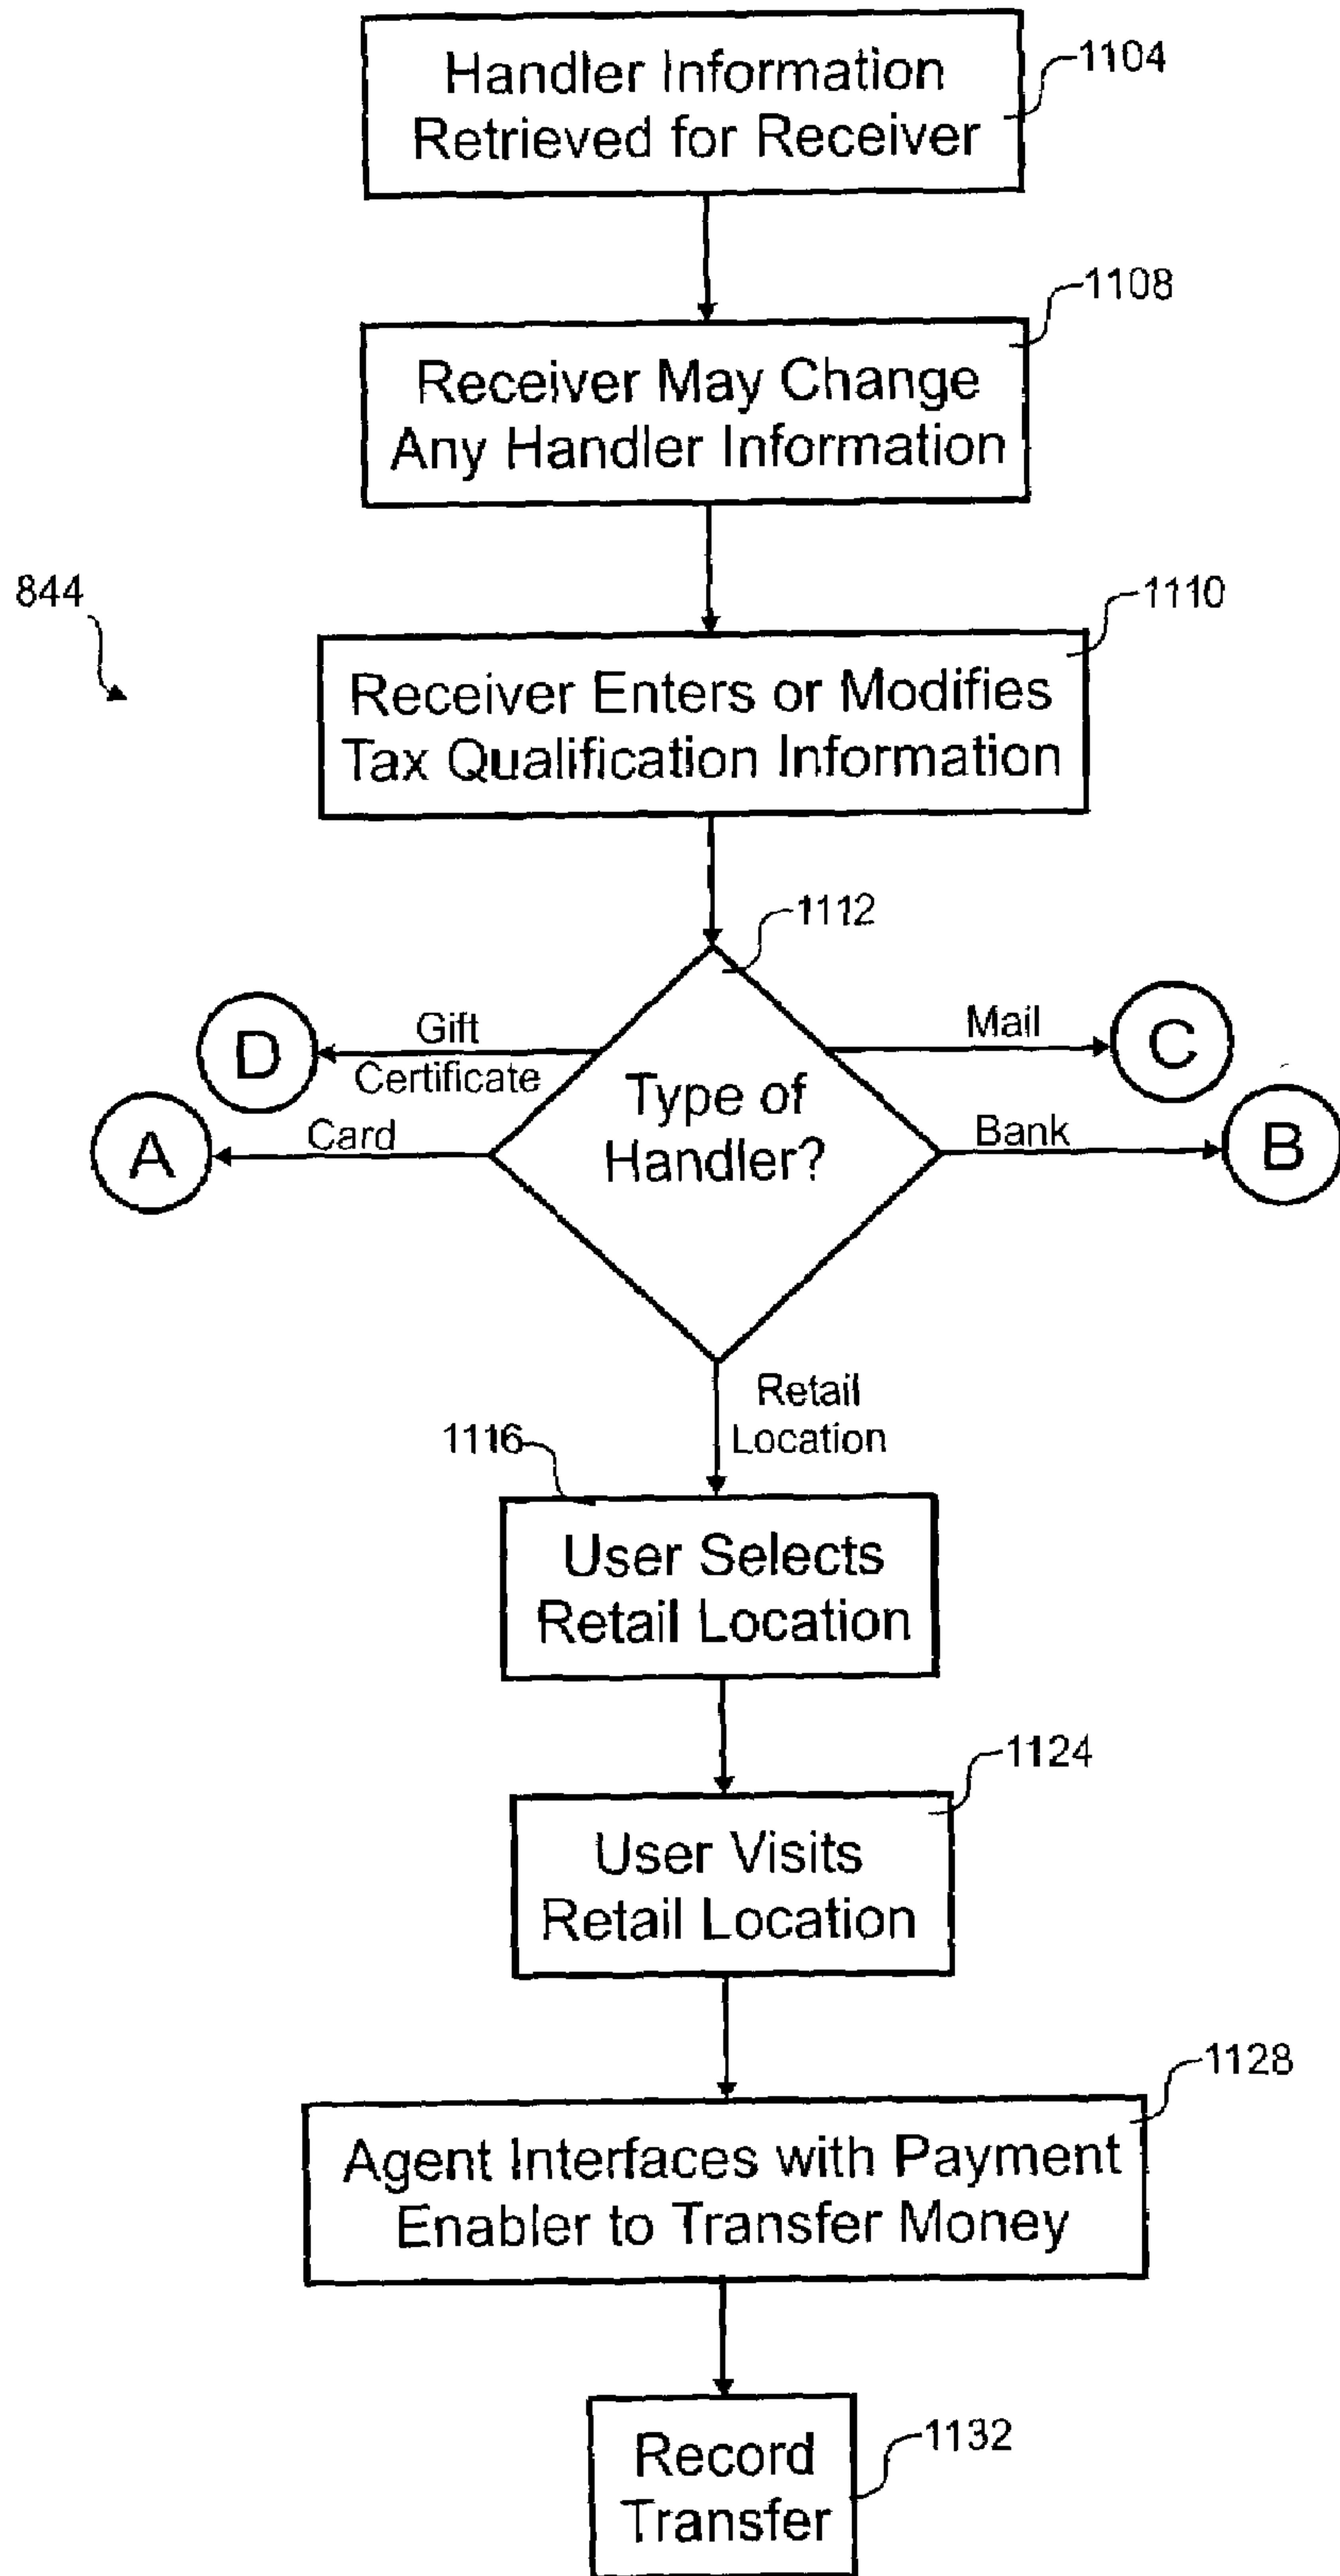 Handler Information
Retrieved for Receiver
1104
1108
Receiver May Change
Any Handler Information
844
1110
Receiver Enters or Modifies
Tax Qualification Information
1112
D
Gift
Certificate
Mail
C
A
Card
Type of
Handler?
Bank
B
Retail
Location
1116
User Selects
Retail Location
1124
User Visits
Retail Location
1128
Agent Interfaces with Payment
Enabler to Transfer Money
1132
Record
Transfer